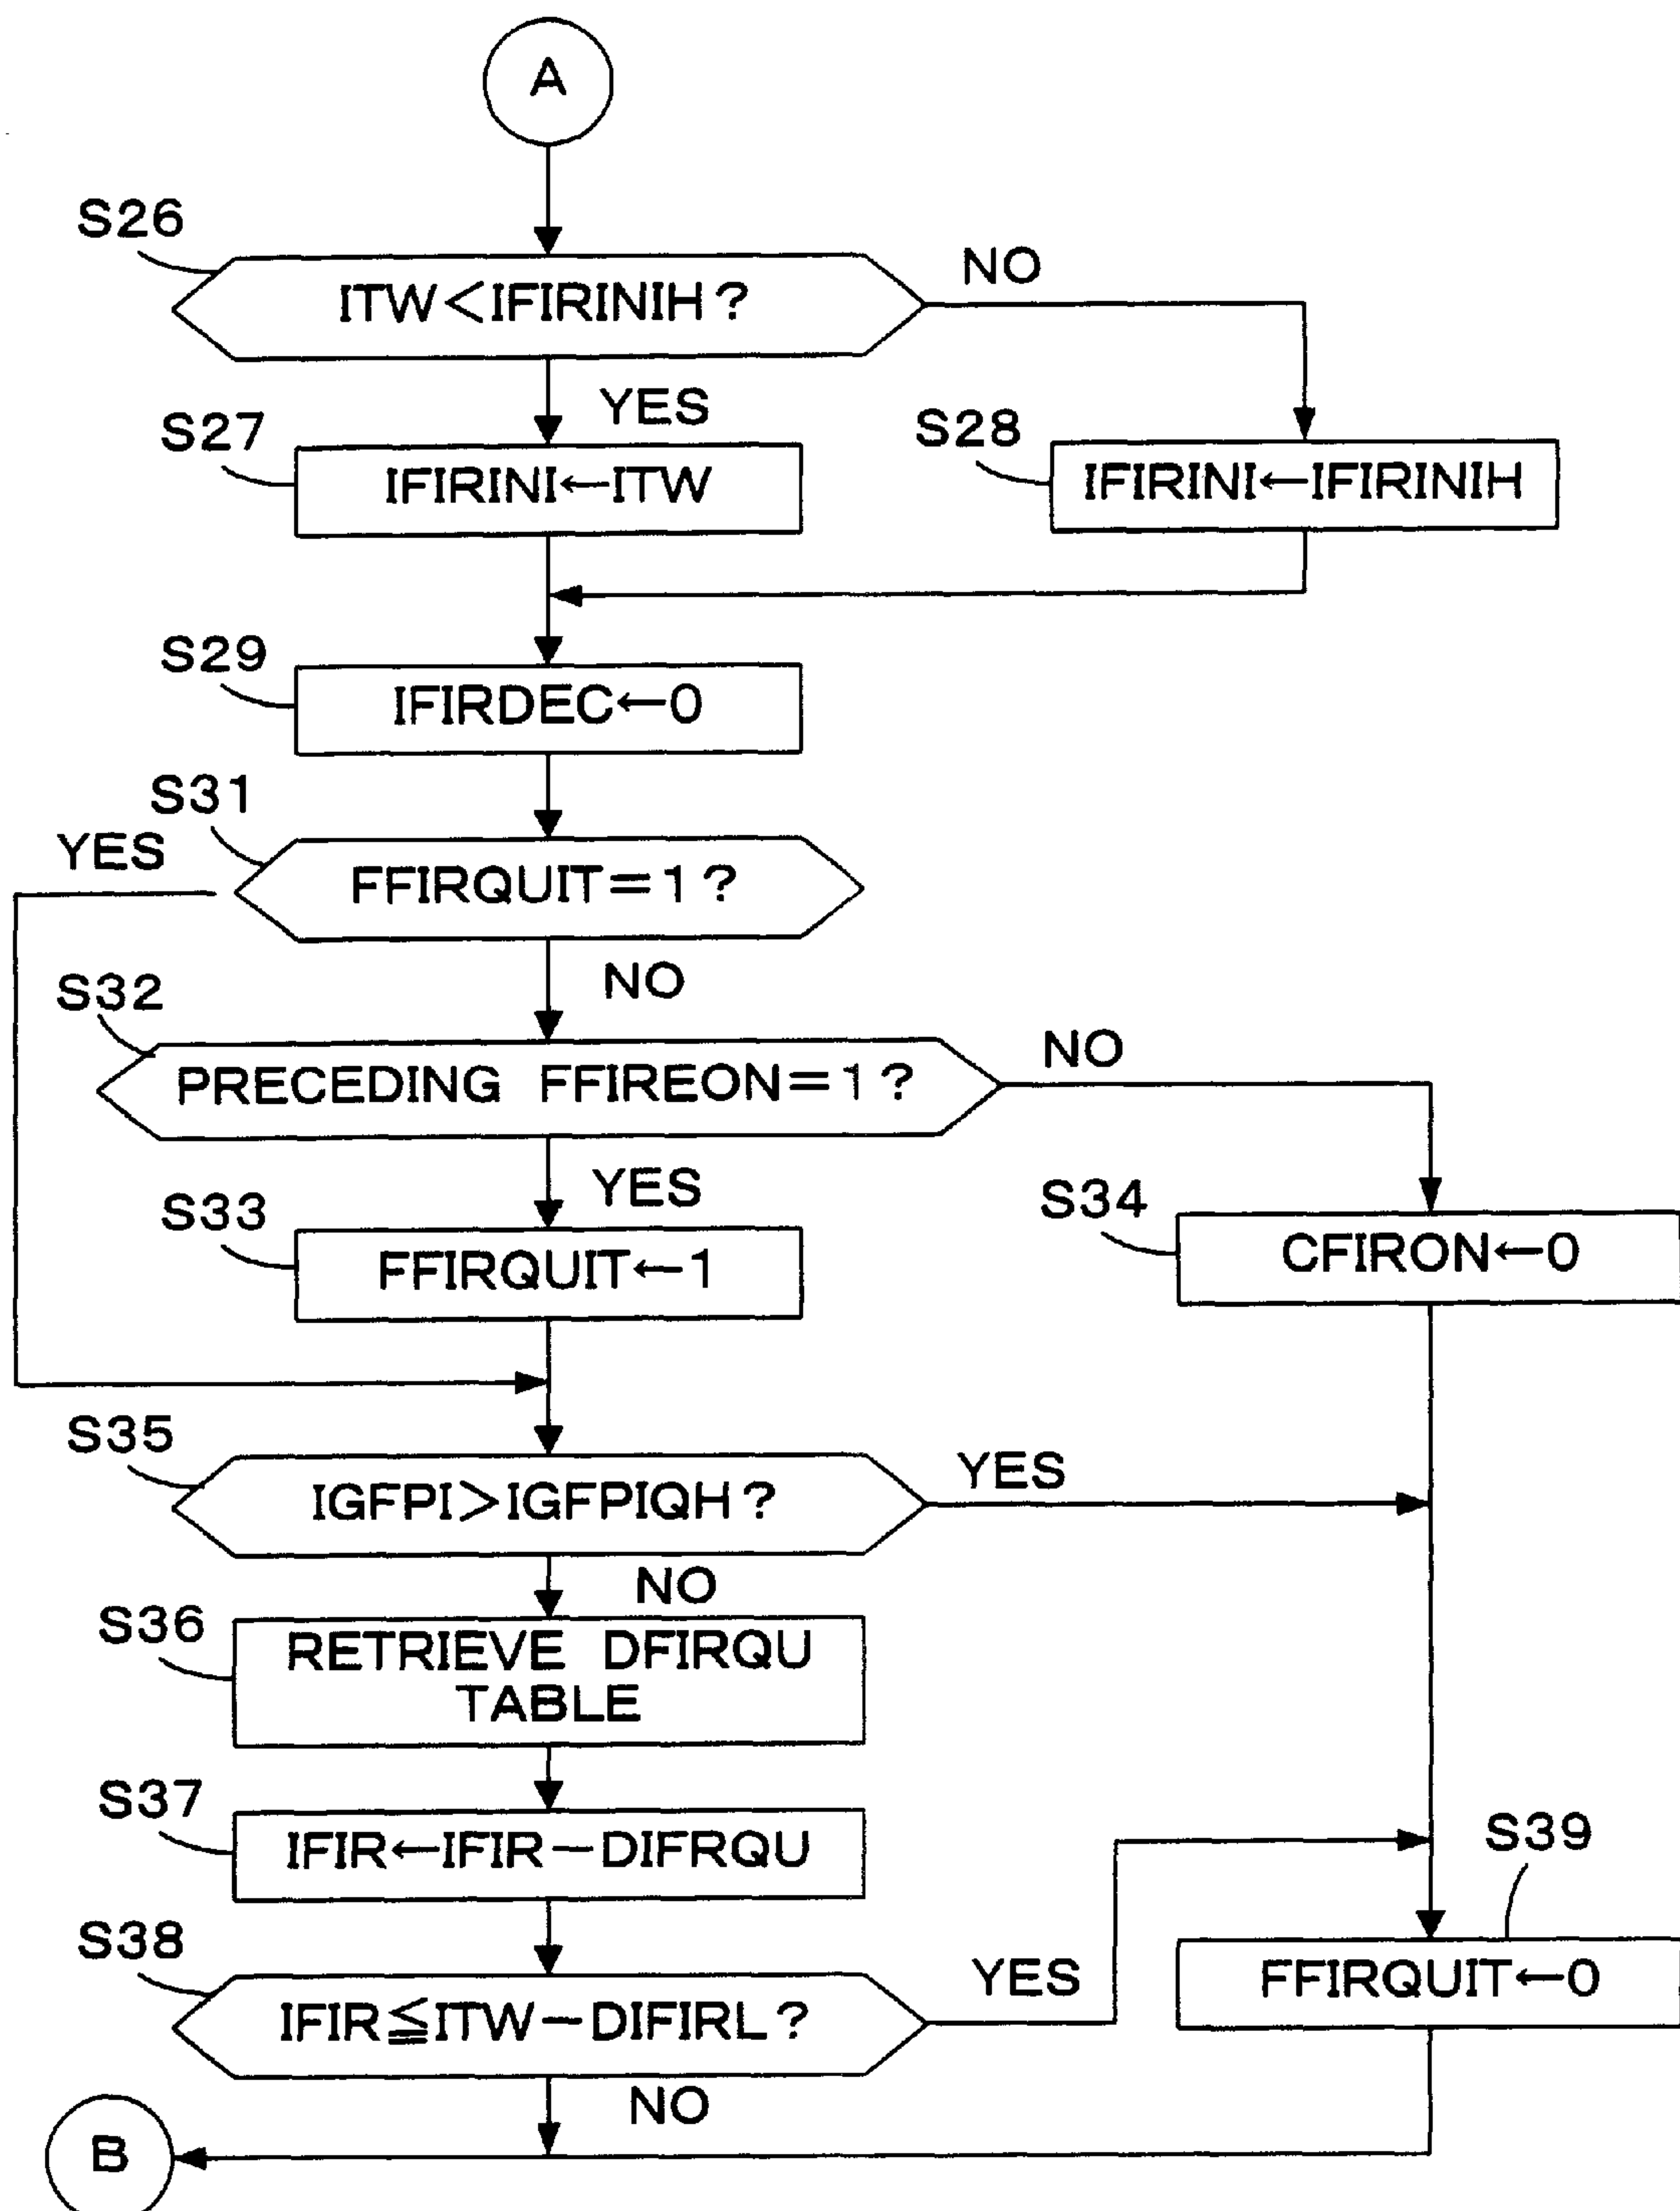 A
S26
ITW<IFIRINIH?
NO
YES
S27
IFIRINI←ITW
S28
IFIRINI←IFIRINIH
S29
IFIRDEC←0
S31
YES
FFIRQUIT=1?
NO
S32
PRECEDING FFIREON=1?
NO
YES
S33
FFIRQUIT←1
S34
CFIRON←0
S35
IGFPI>IGFPIQH?
YES
NO
S36
RETRIEVE DFIRQU
TABLE
S37
IFIR←IFIR−DIFRQU
S38
IFIR≦ITW−DIFIRL?
YES
S39
FFIRQUIT←0
NO
B